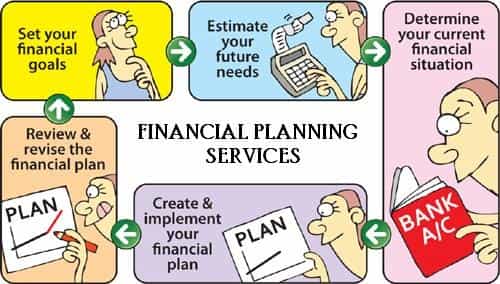 Set your
financial
goals
Estimate
your
future
needs
Determine
your current
financial
situation
BANK
A/C
Create &
implement
your
financial
plan
PLAN
Review &
revise the
financial plan
PLAN
FINANCIAL PLANNING
SERVICES